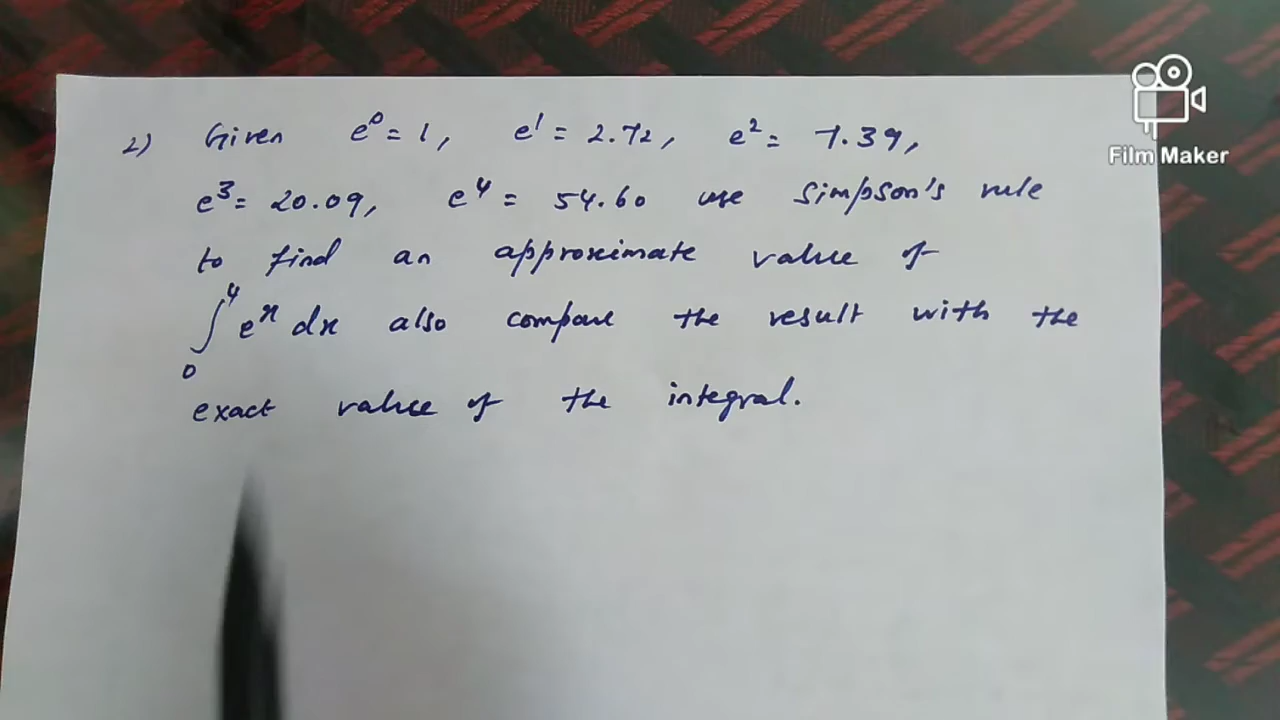 2) Given e⁰ = 1, e¹ = 2.72, e² = 7.39,
e³ = 20.09, e⁴ = 54.60 use Simpson's rule
to find an approximate value of
∫₀⁴ eˣ dx also compare the result with the
exact value of the integral.
Film Maker